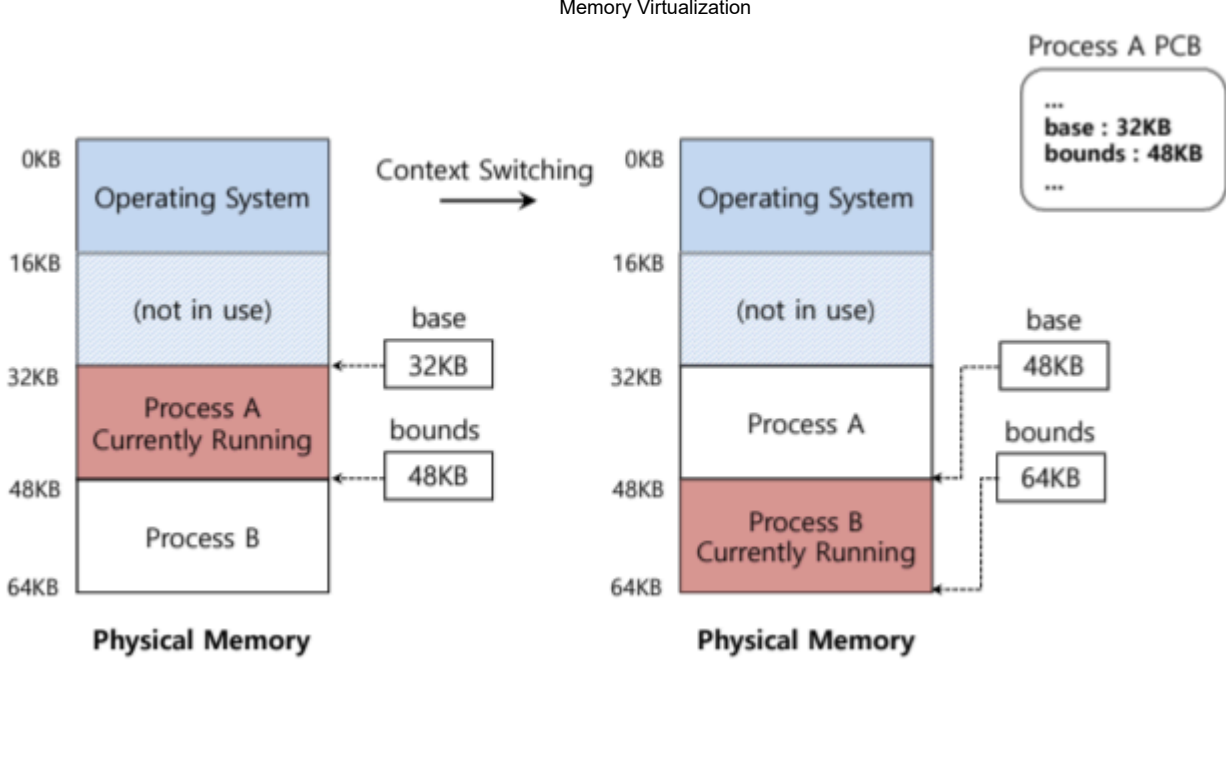 Memory Virtualization
Process A PCB
...
base : 32KB
bounds : 48KB
...
0KB
Operating System
16KB
(not in use)
32KB
Process A
Currently Running
48KB
Process B
64KB
Physical Memory
base
32KB
bounds
48KB
Context Switching
0KB
Operating System
16KB
(not in use)
32KB
Process A
48KB
Process B
Currently Running
64KB
Physical Memory
base
48KB
bounds
64KB